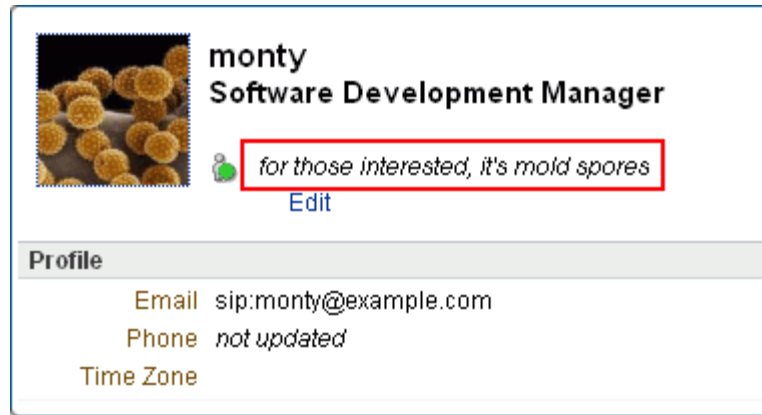 monty
Software Development Manager
for those interested, it's mold spores
Edit
Profile
Email sip:monty@example.com
Phone not updated
Time Zone